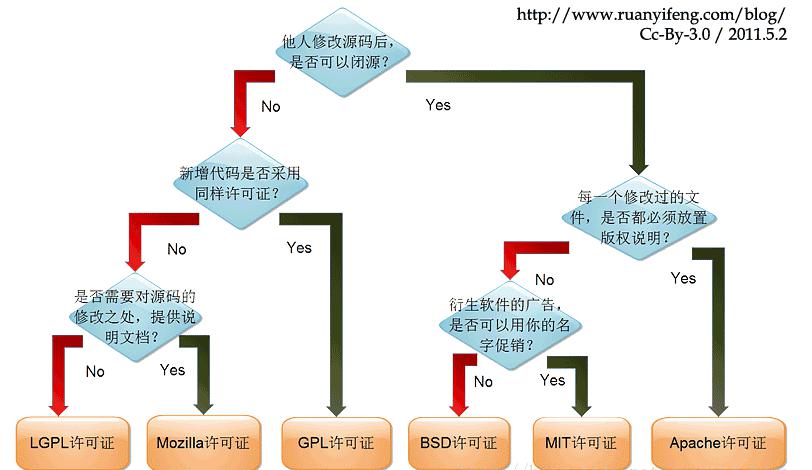 http://www.ruanyifeng.com/blog/
Cc-By-3.0 / 2011.5.2
他人修改源码后，
是否可以闭源？
No
Yes
新增代码是否采用
同样许可证？
每一个修改过的文
件，是否都必须放置
版权说明？
No
Yes
No
Yes
是否需要对源码的
修改之处，提供说
明文档？
衍生软件的广告，
是否可以用你的名
字促销？
No
Yes
No
Yes
LGPL许可证
Mozilla许可证
GPL许可证
BSD许可证
MIT许可证
Apache许可证